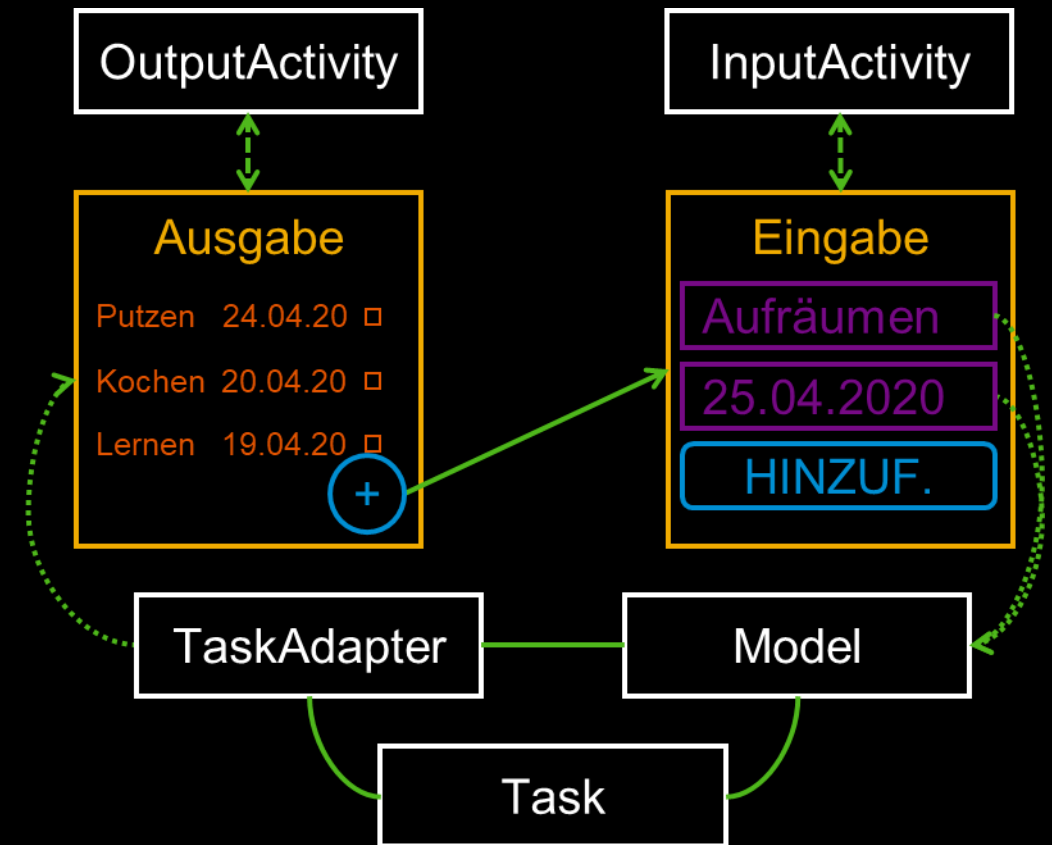 OutputActivity
InputActivity
Ausgabe
Putzen 24.04.20
Kochen 20.04.20
Lernen 19.04.20
+
Eingabe
Aufräumen
25.04.2020
HINZUF.
TaskAdapter
Model
Task